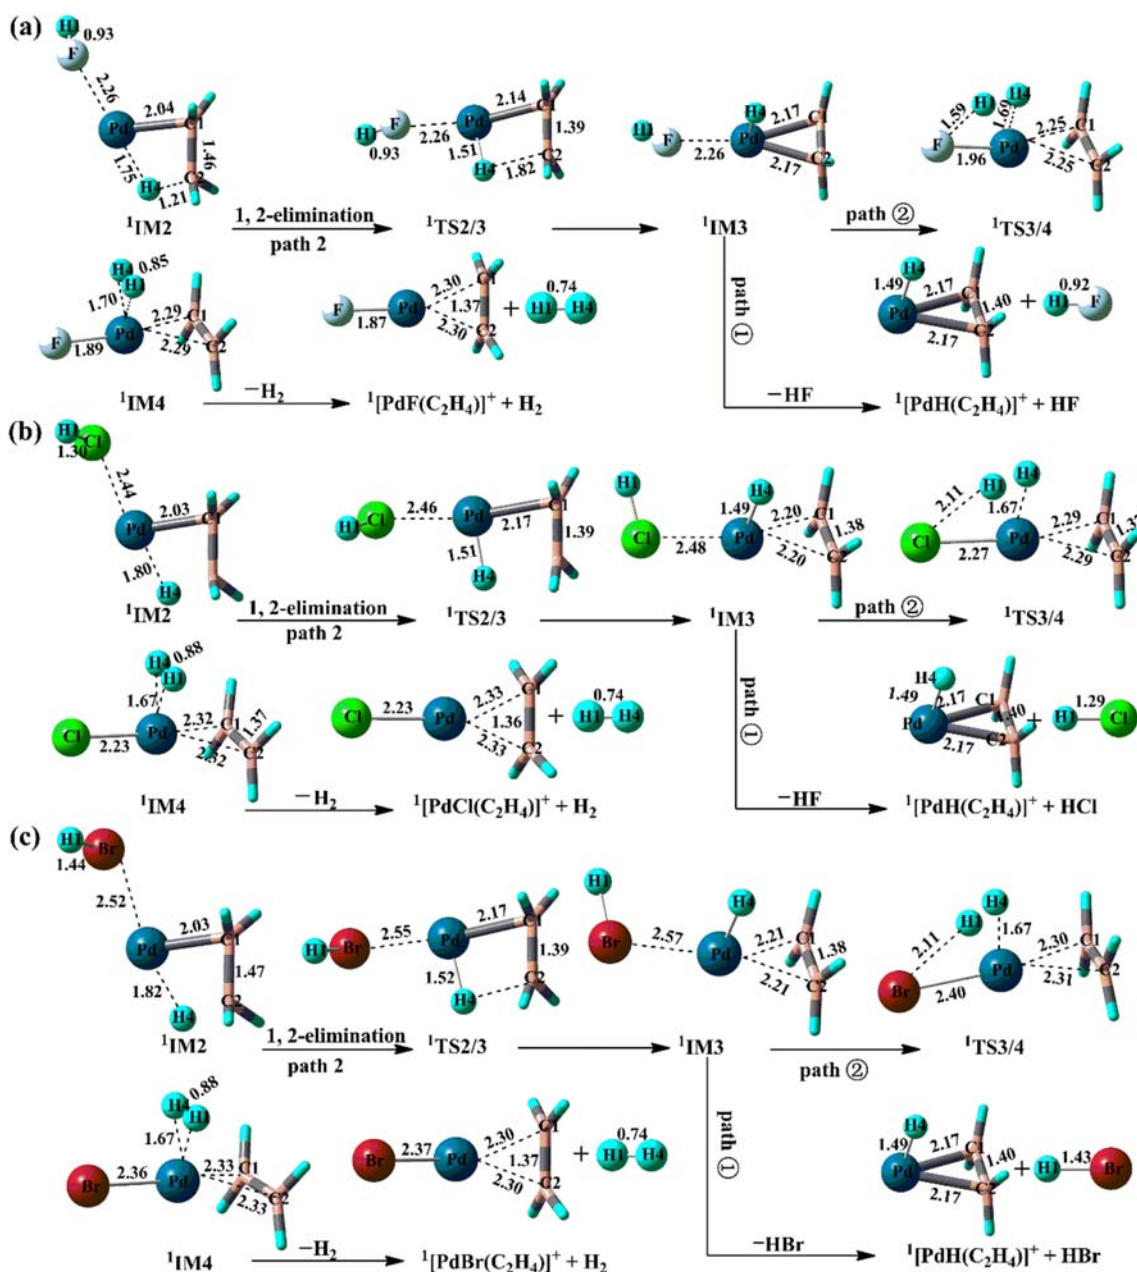 (a)
H1 0.93 F 2.26 Pd 2.04 C1 1.46 C2 1.75 H4 1.21
H1 F 0.93 2.26 Pd 2.14 C1 1.39 C2 1.51 H4 1.82
H1 F 2.26 H4 Pd 2.17 C1 2.17 C2
1.59 H1 1.69 H4 F 1.96 Pd 2.25 C1 2.25 C2
¹IM2 1, 2-elimination ¹TS2/3 ¹IM3 path ② ¹TS3/4
path 2
H4 0.85 H1 1.70 F 1.89 Pd 2.29 C1 2.29 C2
F 1.87 Pd 2.30 C1 1.37 2.30 C2 + 0.74 H1 H4
path ①
H4 1.49 Pd 2.17 C1 1.40 2.17 C2 + 0.92 H1 F
¹IM4 −H₂ ¹[PdF(C₂H₄)]⁺ + H₂ −HF ¹[PdH(C₂H₄)]⁺ + HF
(b)
H1 1.30 Cl 2.44 Pd 2.03 1.80 H4
H1 Cl 2.46 Pd 2.17 C1 1.39 1.51 H4
H1 Cl 2.48 1.49 H4 Pd 2.20 C1 1.38 2.20 C2
2.11 H1 H4 1.67 Cl 2.27 Pd 2.29 C1 2.29 C2
¹IM2 1, 2-elimination ¹TS2/3 ¹IM3 path ② ¹TS3/4
path 2
H4 0.88 H1 1.67 Cl 2.23 Pd 2.32 C1 1.37 2.32 C2
Cl 2.23 Pd 2.33 C1 1.36 2.33 C2 + 0.74 H1 H4
path ①
H4 1.49 Pd 2.17 C1 1.40 2.17 C2 + 1.29 H1 Cl
¹IM4 −H₂ ¹[PdCl(C₂H₄)]⁺ + H₂ −HF ¹[PdH(C₂H₄)]⁺ + HCl
(c)
H1 1.44 Br 2.52 Pd 2.03 C1 1.47 C2 1.82 H4
H1 Br 2.55 Pd 2.17 C1 1.39 C2 1.52 H4
H1 Br 2.57 H4 Pd 2.21 C1 1.38 2.21 C2
2.11 H1 H4 1.67 Br 2.40 Pd 2.30 C1 2.31 C2
¹IM2 1, 2-elimination ¹TS2/3 ¹IM3 path ② ¹TS3/4
path 2
H4 0.88 H1 1.67 Br 2.36 Pd 2.33 C1 2.33 C2
Br 2.37 Pd 2.30 C1 1.37 2.30 C2 + 0.74 H1 H4
path ①
H4 1.49 Pd 2.17 C1 1.40 2.17 C2 + 1.43 H1 Br
¹IM4 −H₂ ¹[PdBr(C₂H₄)]⁺ + H₂ −HBr ¹[PdH(C₂H₄)]⁺ + HBr